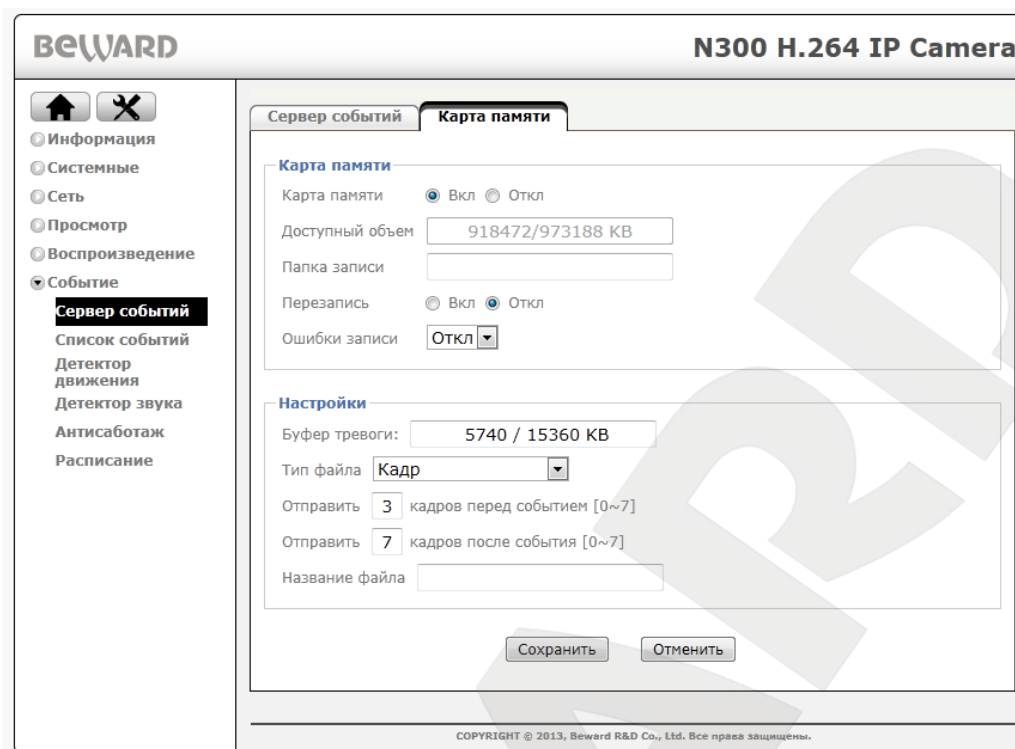 BEWARD
N300 H.264 IP Camera
Информация
Системные
Сеть
Просмотр
Воспроизведение
Событие
Сервер событий
Список событий
Детектор
движения
Детектор звука
Антисаботаж
Расписание
Сервер событий
Карта памяти
Карта памяти
Карта памяти Вкл Откл
Доступный объем 918472/973188 KB
Папка записи
Перезапись Вкл Откл
Ошибки записи Откл
Настройки
Буфер тревоги: 5740 / 15360 KB
Тип файла Кадр
Отправить 3 кадров перед событием [0~7]
Отправить 7 кадров после события [0~7]
Название файла
Сохранить Отменить
COPYRIGHT © 2013, Beward R&D Co., Ltd. Все права защищены.